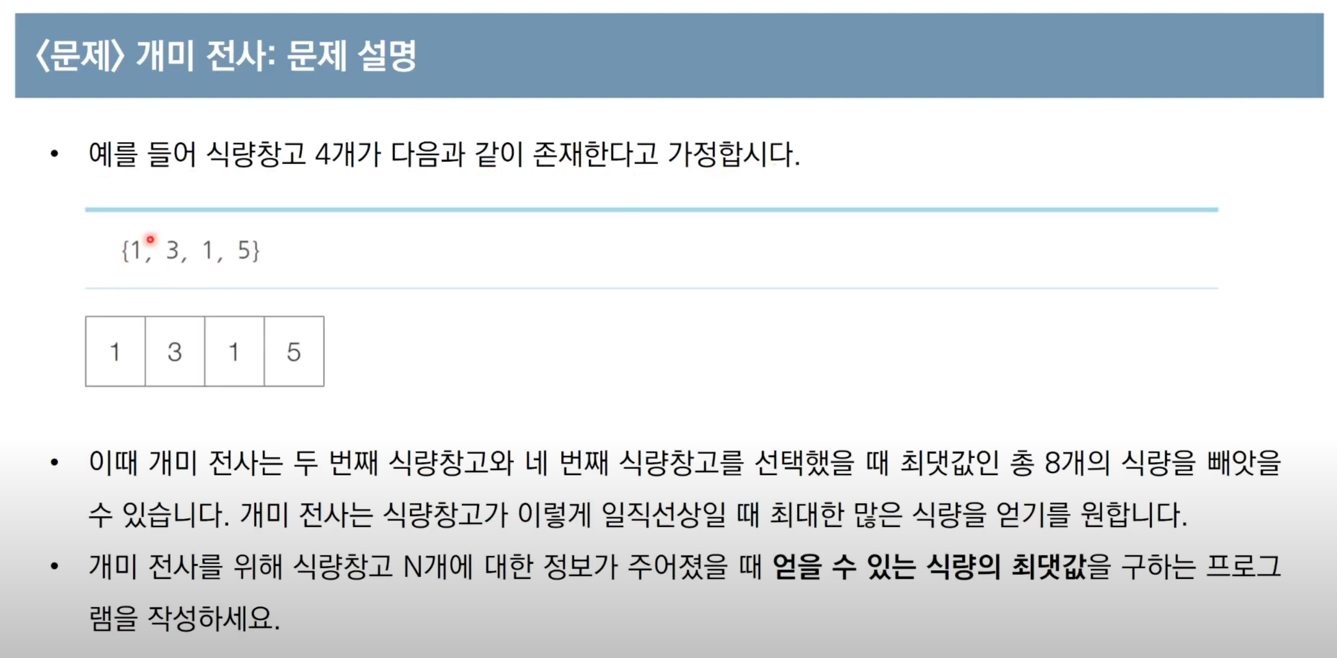 〈문제〉 개미 전사: 문제 설명
• 예를 들어 식량창고 4개가 다음과 같이 존재한다고 가정합시다.
{1, 3, 1, 5}
1 3 1 5
• 이때 개미 전사는 두 번째 식량창고와 네 번째 식량창고를 선택했을 때 최댓값인 총 8개의 식량을 빼앗을
수 있습니다. 개미 전사는 식량창고가 이렇게 일직선상일 때 최대한 많은 식량을 얻기를 원합니다.
• 개미 전사를 위해 식량창고 N개에 대한 정보가 주어졌을 때 얻을 수 있는 식량의 최댓값을 구하는 프로그
램을 작성하세요.